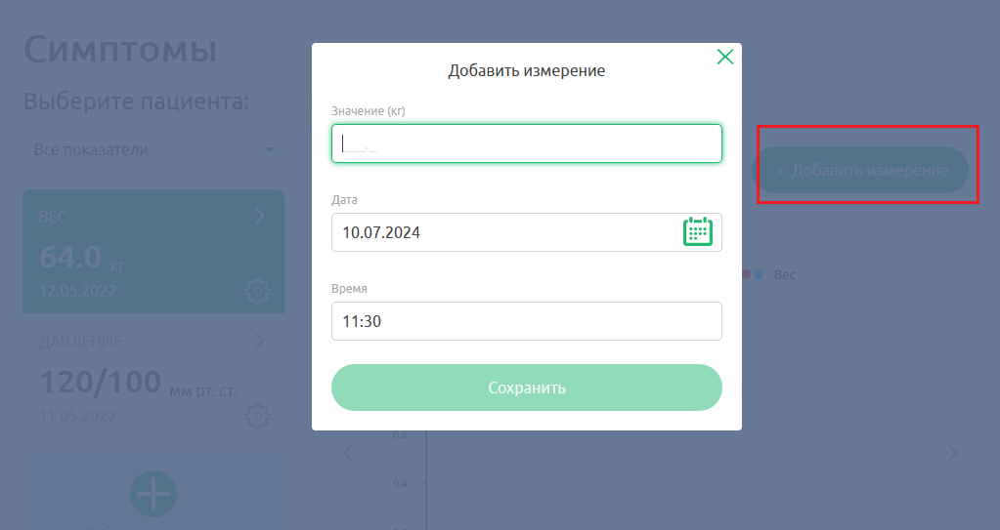 Симптомы
Выберите пациента:
Все показатели
ВЕС
64.0 кг
12.05.2022
ДАВЛЕНИЕ
120/100 мм рт. ст.
11.05.2022
Добавить измерение
Значение (кг)
___._
Дата
10.07.2024
Время
11:30
Сохранить
+ Добавить измерение
Вес
0.6
0.4